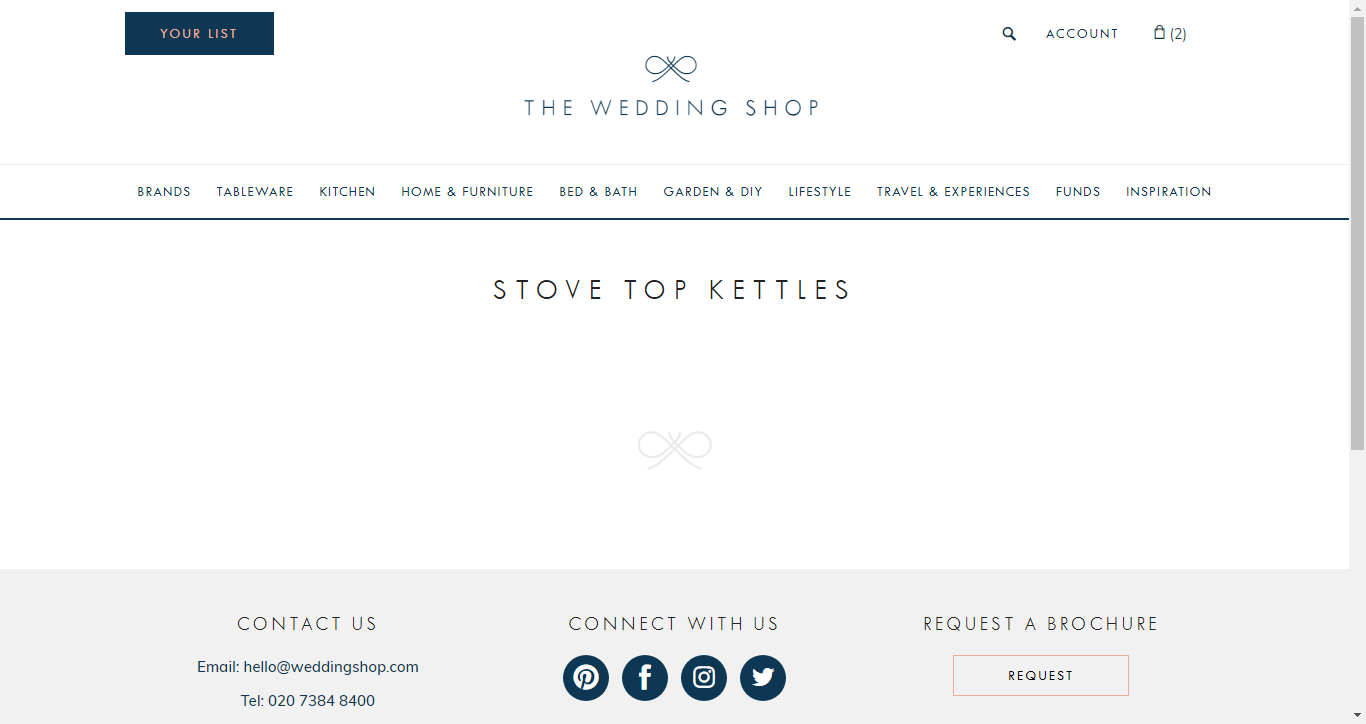 YOUR LIST
ACCOUNT
(2)
THE WEDDING SHOP
BRANDS TABLEWARE KITCHEN HOME & FURNITURE BED & BATH GARDEN & DIY LIFESTYLE TRAVEL & EXPERIENCES FUNDS INSPIRATION
STOVE TOP KETTLES
CONTACT US
Email: hello@weddingshop.com
Tel: 020 7384 8400
CONNECT WITH US
REQUEST A BROCHURE
REQUEST